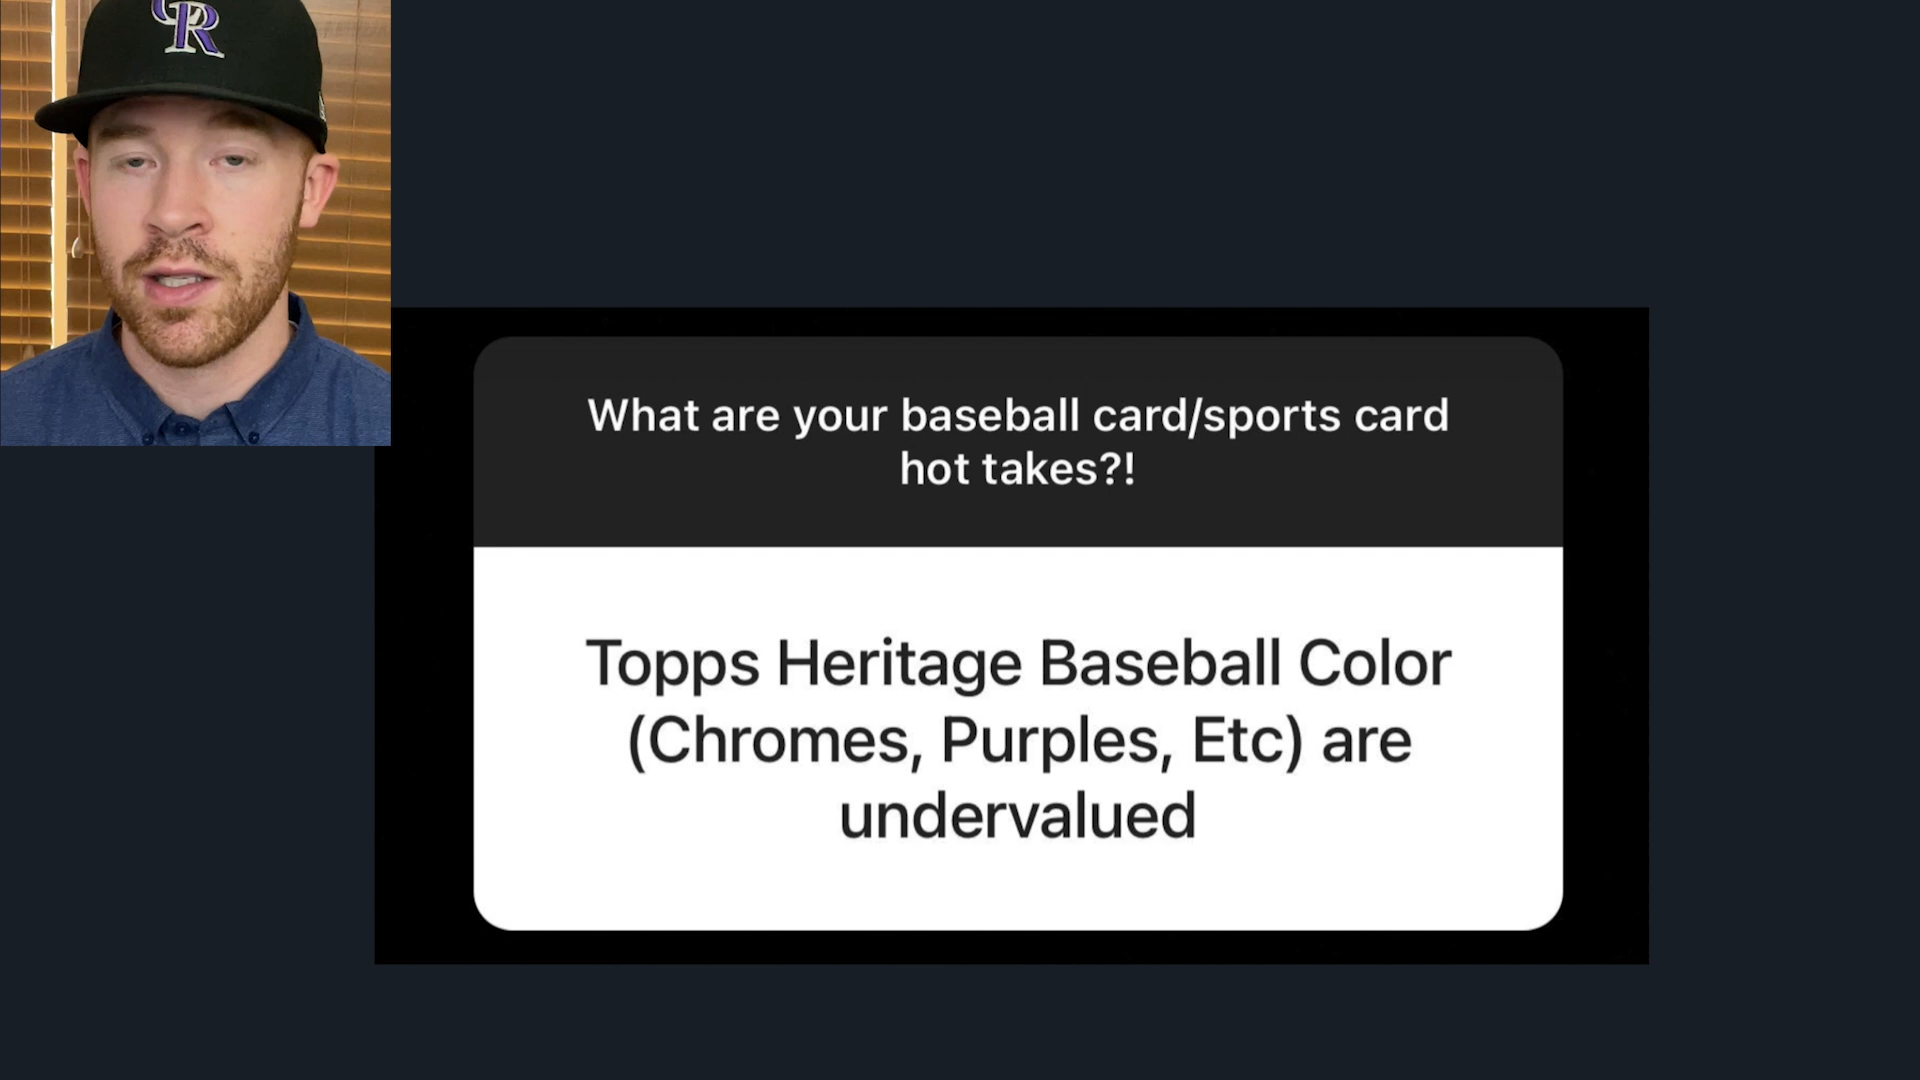 CR
What are your baseball card/sports card
hot takes?!
Topps Heritage Baseball Color
(Chromes, Purples, Etc) are
undervalued